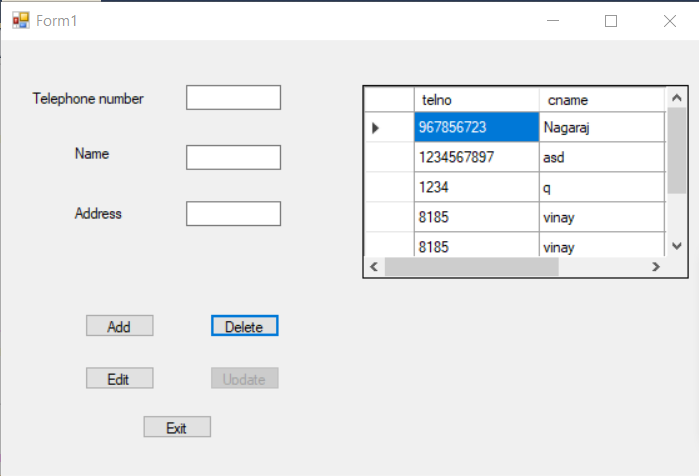 Form1
Telephone number
Name
Address
telno cname
967856723 Nagaraj
1234567897 asd
1234 q
8185 vinay
8185 vinay
Add Delete
Edit Update
Exit